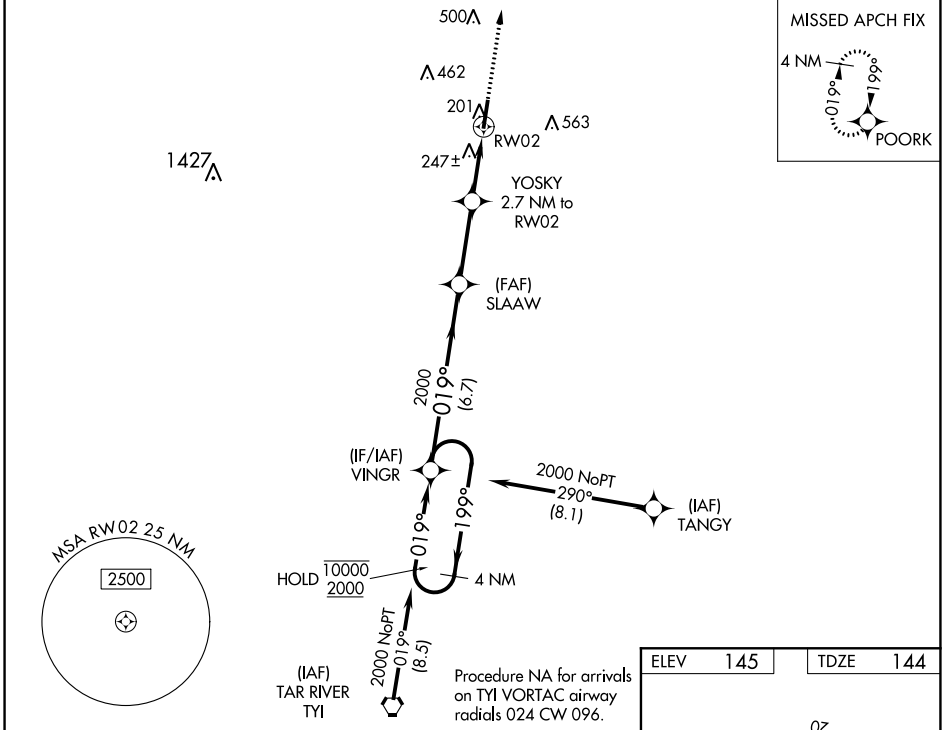 500
462
201
563
RW02
247±
1427
YOSKY
2.7 NM to
RW02
(FAF)
SLAAW
2000
019°
(6.7)
(IF/IAF)
VINGR
019°
199°
2000 NoPT
290°
(8.1)
(IAF)
TANGY
HOLD 10000
2000
4 NM
2000 NoPT
019°
(8.5)
(IAF)
TAR RIVER
TYI
Procedure NA for arrivals
on TYI VORTAC airway
radials 024 CW 096.
MSA RW02 25 NM
2500
MISSED APCH FIX
4 NM
019°
199°
POORK
ELEV 145
TDZE 144